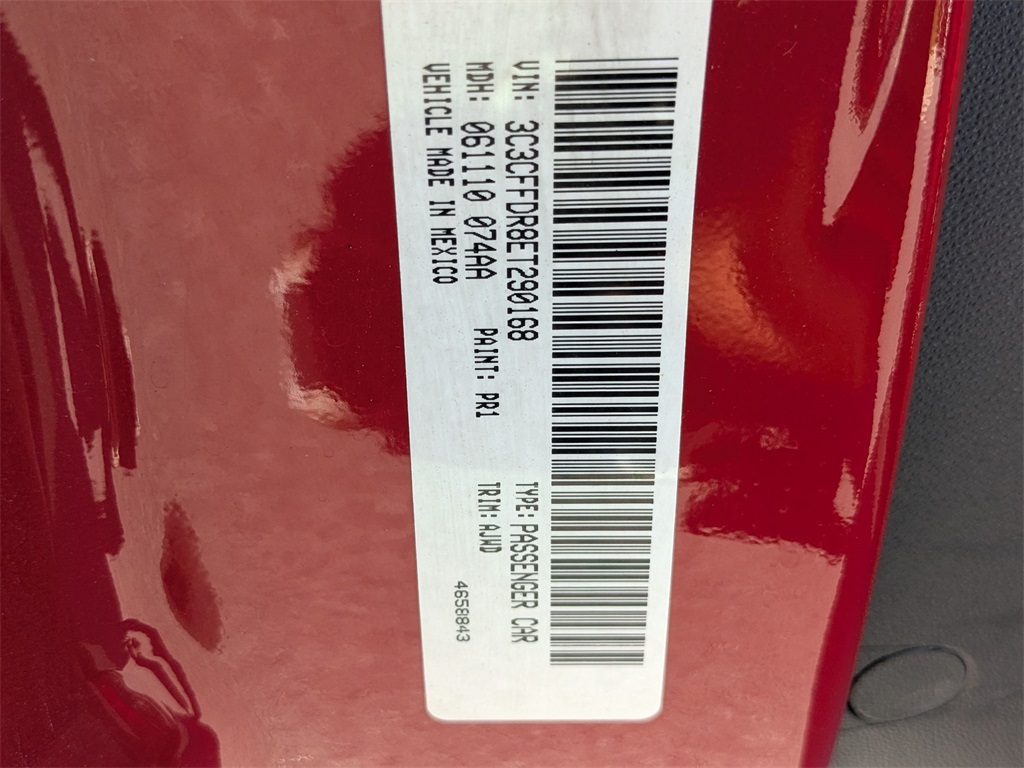 VIN: 3C3CFFDR8ET290168 TYPE: PASSENGER CAR
MDH: 061110 074AA PAINT: PR1 TRIM: AJWD
VEHICLE MADE IN MEXICO 4658843